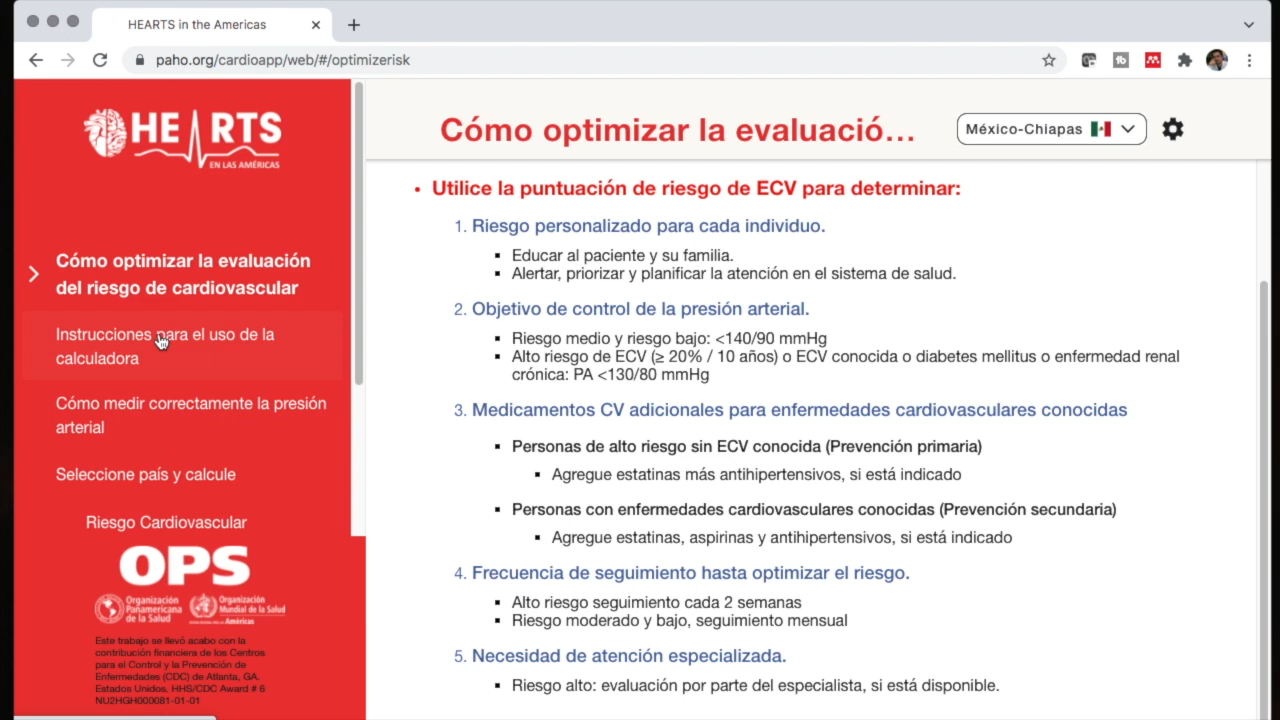 HEARTS in the Americas
paho.org/cardioapp/web/#/optimizerisk
HEARTS
EN LAS AMÉRICAS
Cómo optimizar la evaluación
del riesgo de cardiovascular
Instrucciones para el uso de la
calculadora
Cómo medir correctamente la presión
arterial
Seleccione país y calcule
Riesgo Cardiovascular
OPS
Organización
Panamericana
de la Salud
Organización
Mundial de la Salud
Américas
Este trabajo se llevó acabo con la
contribución financiera de los Centros
para el Control y la Prevención de
Enfermedades (CDC) de Atlanta, GA.
Estados Unidos, HHS/CDC Award # 6
NU2HGH000081-01-01
Cómo optimizar la evaluació...
México-Chiapas
• Utilice la puntuación de riesgo de ECV para determinar:
1. Riesgo personalizado para cada individuo.
▪ Educar al paciente y su familia.
▪ Alertar, priorizar y planificar la atención en el sistema de salud.
2. Objetivo de control de la presión arterial.
▪ Riesgo medio y riesgo bajo: <140/90 mmHg
▪ Alto riesgo de ECV (≥ 20% / 10 años) o ECV conocida o diabetes mellitus o enfermedad renal
crónica: PA <130/80 mmHg
3. Medicamentos CV adicionales para enfermedades cardiovasculares conocidas
▪ Personas de alto riesgo sin ECV conocida (Prevención primaria)
▪ Agregue estatinas más antihipertensivos, si está indicado
▪ Personas con enfermedades cardiovasculares conocidas (Prevención secundaria)
▪ Agregue estatinas, aspirinas y antihipertensivos, si está indicado
4. Frecuencia de seguimiento hasta optimizar el riesgo.
▪ Alto riesgo seguimiento cada 2 semanas
▪ Riesgo moderado y bajo, seguimiento mensual
5. Necesidad de atención especializada.
▪ Riesgo alto: evaluación por parte del especialista, si está disponible.